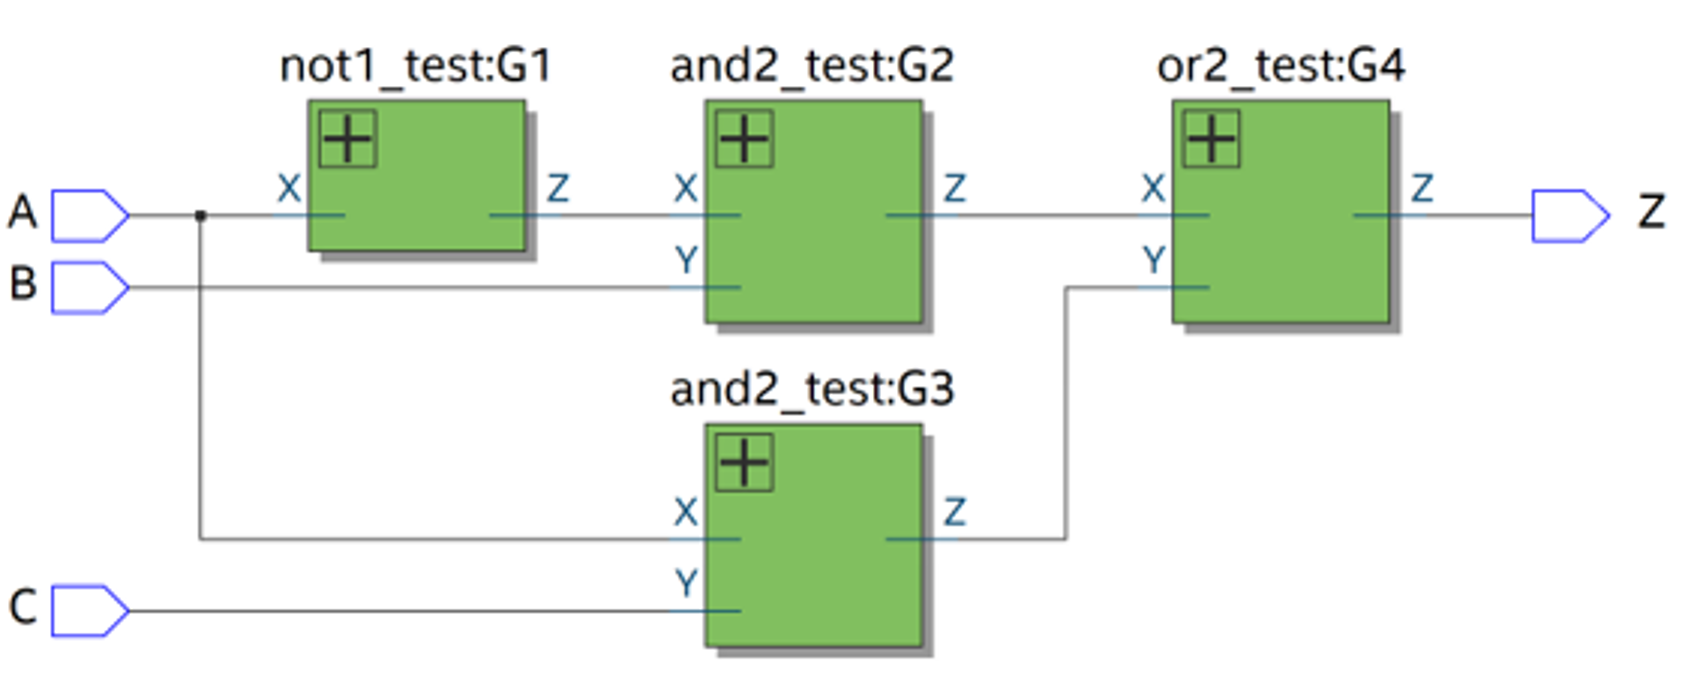 not1_test:G1 and2_test:G2 or2_test:G4
A X Z X Z X Z Z
B Y Y
and2_test:G3
X Z
C Y